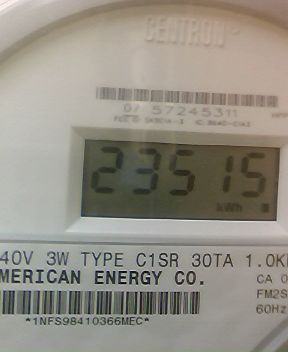 CENTRON
07 57245311
23515
kWh
40V 3W TYPE C1SR 30TA 1.0K
MERICAN ENERGY CO.
CA 0
FM2S
60Hz
*1NFS98410366MEC*